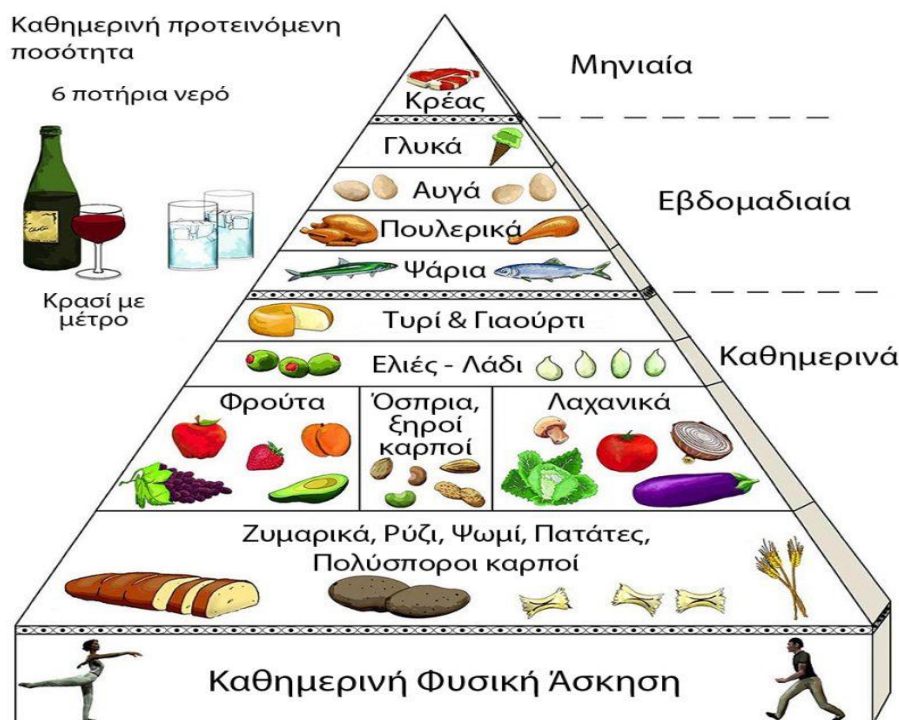 Καθημερινή προτεινόμενη
ποσότητα
6 ποτήρια νερό
Κρασί με
μέτρο
Μηνιαία
Κρέας
Εβδομαδιαία
Γλυκά
Αυγά
Πουλερικά
Ψάρια
Καθημερινά
Τυρί & Γιαούρτι
Ελιές - Λάδι
Φρούτα
Όσπρια,
ξηροί
καρποί
Λαχανικά
Ζυμαρικά, Ρύζι, Ψωμί, Πατάτες,
Πολύσποροι καρποί
Καθημερινή Φυσική Άσκηση